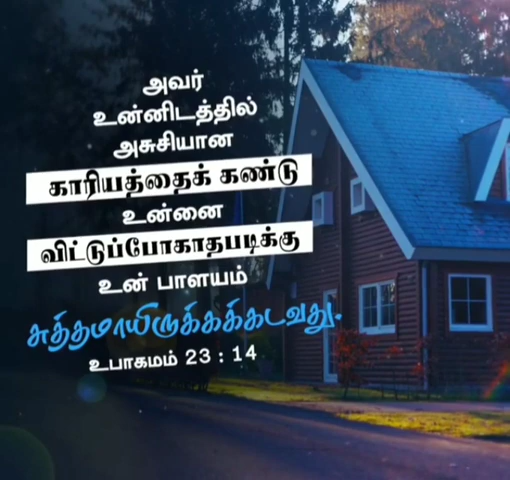 அவர்
உன்னிடத்தில்
அசுசியான
காரியத்தைக் கண்டு
உன்னை
விட்டுப்போகாதபடிக்கு
உன் பாளயம்
சுத்தமாயிருக்கக்கடவது.
உபாகமம் 23 : 14